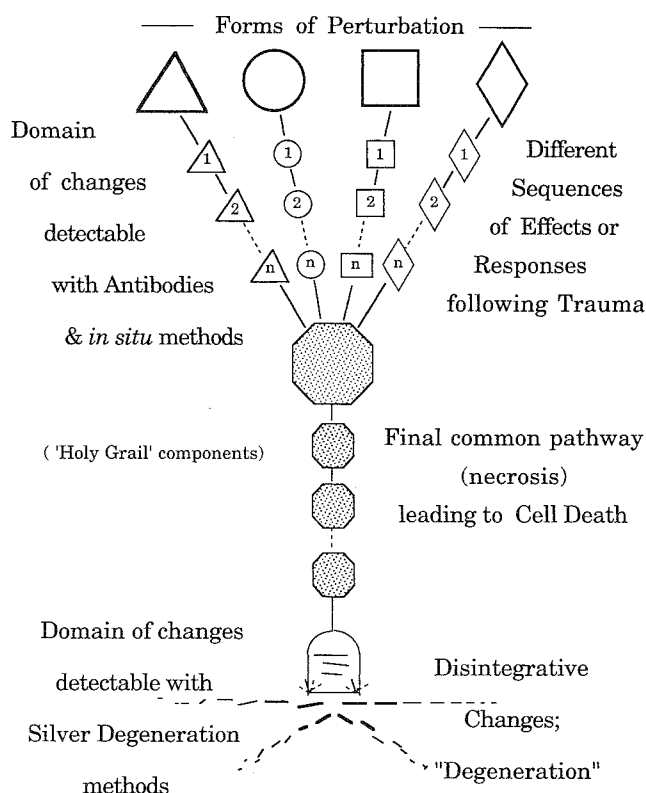 Forms of Perturbation
Domain
of changes
detectable
with Antibodies
& in situ methods
1
2
n
1
2
n
1
2
n
1
2
n
Different
Sequences
of Effects or
Responses
following Trauma
( 'Holy Grail' components)
Final common pathway
(necrosis)
leading to Cell Death
Domain of changes
detectable with
Silver Degeneration
methods
Disintegrative
Changes;
"Degeneration"